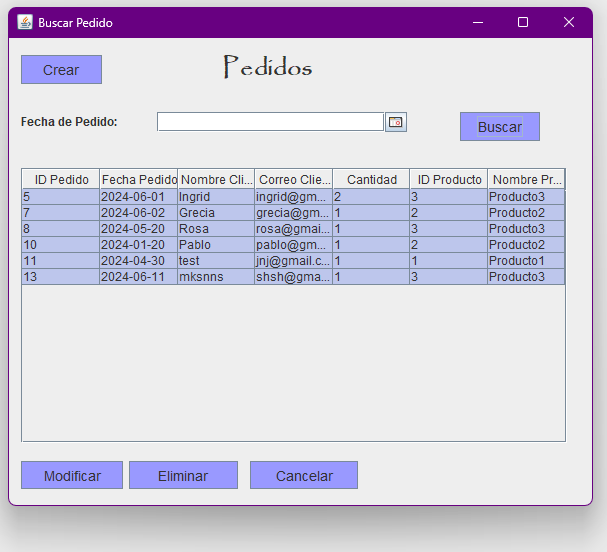 Buscar Pedido
Crear
Pedidos
Fecha de Pedido:
Buscar
ID Pedido Fecha Pedido Nombre Cli... Correo Clie... Cantidad ID Producto Nombre Pr...
5 2024-06-01 Ingrid ingrid@gm... 2 3 Producto3
7 2024-06-02 Grecia grecia@gm... 1 2 Producto2
8 2024-05-20 Rosa rosa@gmai... 1 3 Producto3
10 2024-01-20 Pablo pablo@gm... 1 2 Producto2
11 2024-04-30 test jnj@gmail.c... 1 1 Producto1
13 2024-06-11 mksnns shsh@gma... 1 3 Producto3
Modificar Eliminar Cancelar